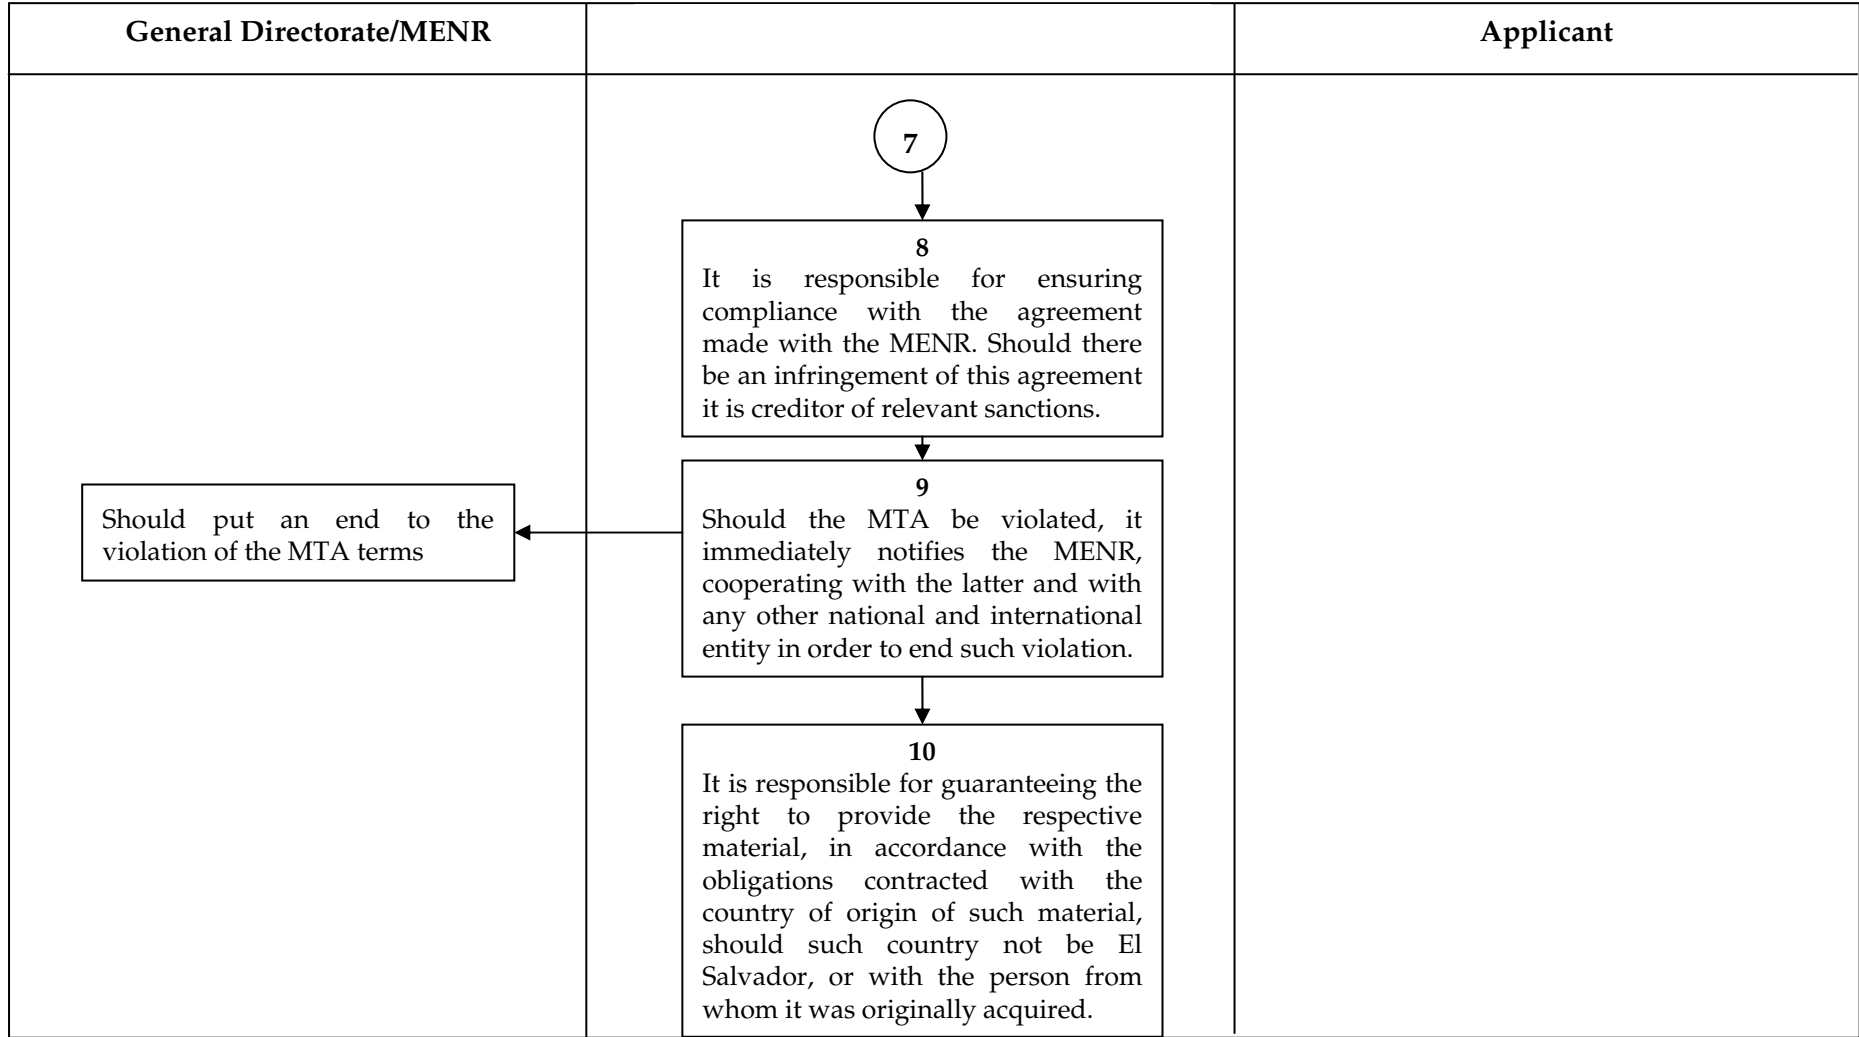 General Directorate/MENR
Applicant
7
8
It is responsible for ensuring
compliance with the agreement
made with the MENR. Should there
be an infringement of this agreement
it is creditor of relevant sanctions.
9
Should the MTA be violated, it
immediately notifies the MENR,
cooperating with the latter and with
any other national and international
entity in order to end such violation.
Should put an end to the
violation of the MTA terms
10
It is responsible for guaranteeing the
right to provide the respective
material, in accordance with the
obligations contracted with the
country of origin of such material,
should such country not be El
Salvador, or with the person from
whom it was originally acquired.